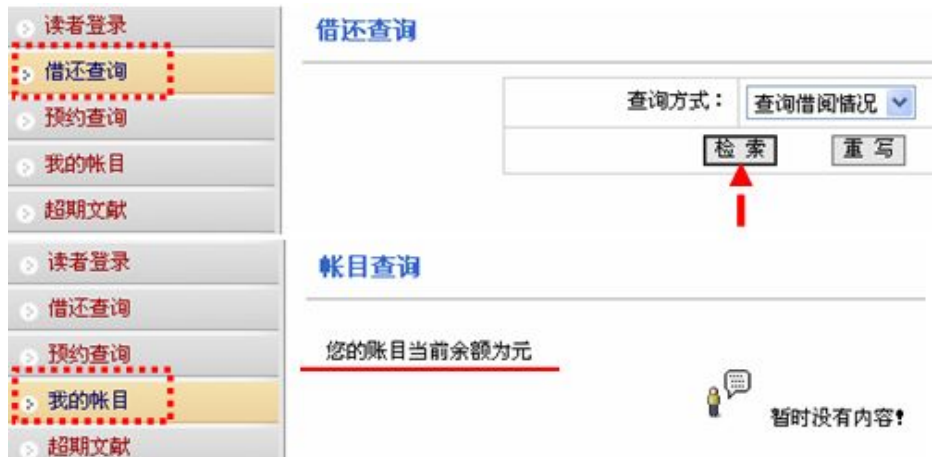 读者登录
借还查询
借还查询
查询方式： 查询借阅情况
预约查询
检 索 重 写
我的帐目
超期文献
读者登录
帐目查询
借还查询
预约查询
您的账目当前余额为元
我的帐目
暂时没有内容！
超期文献